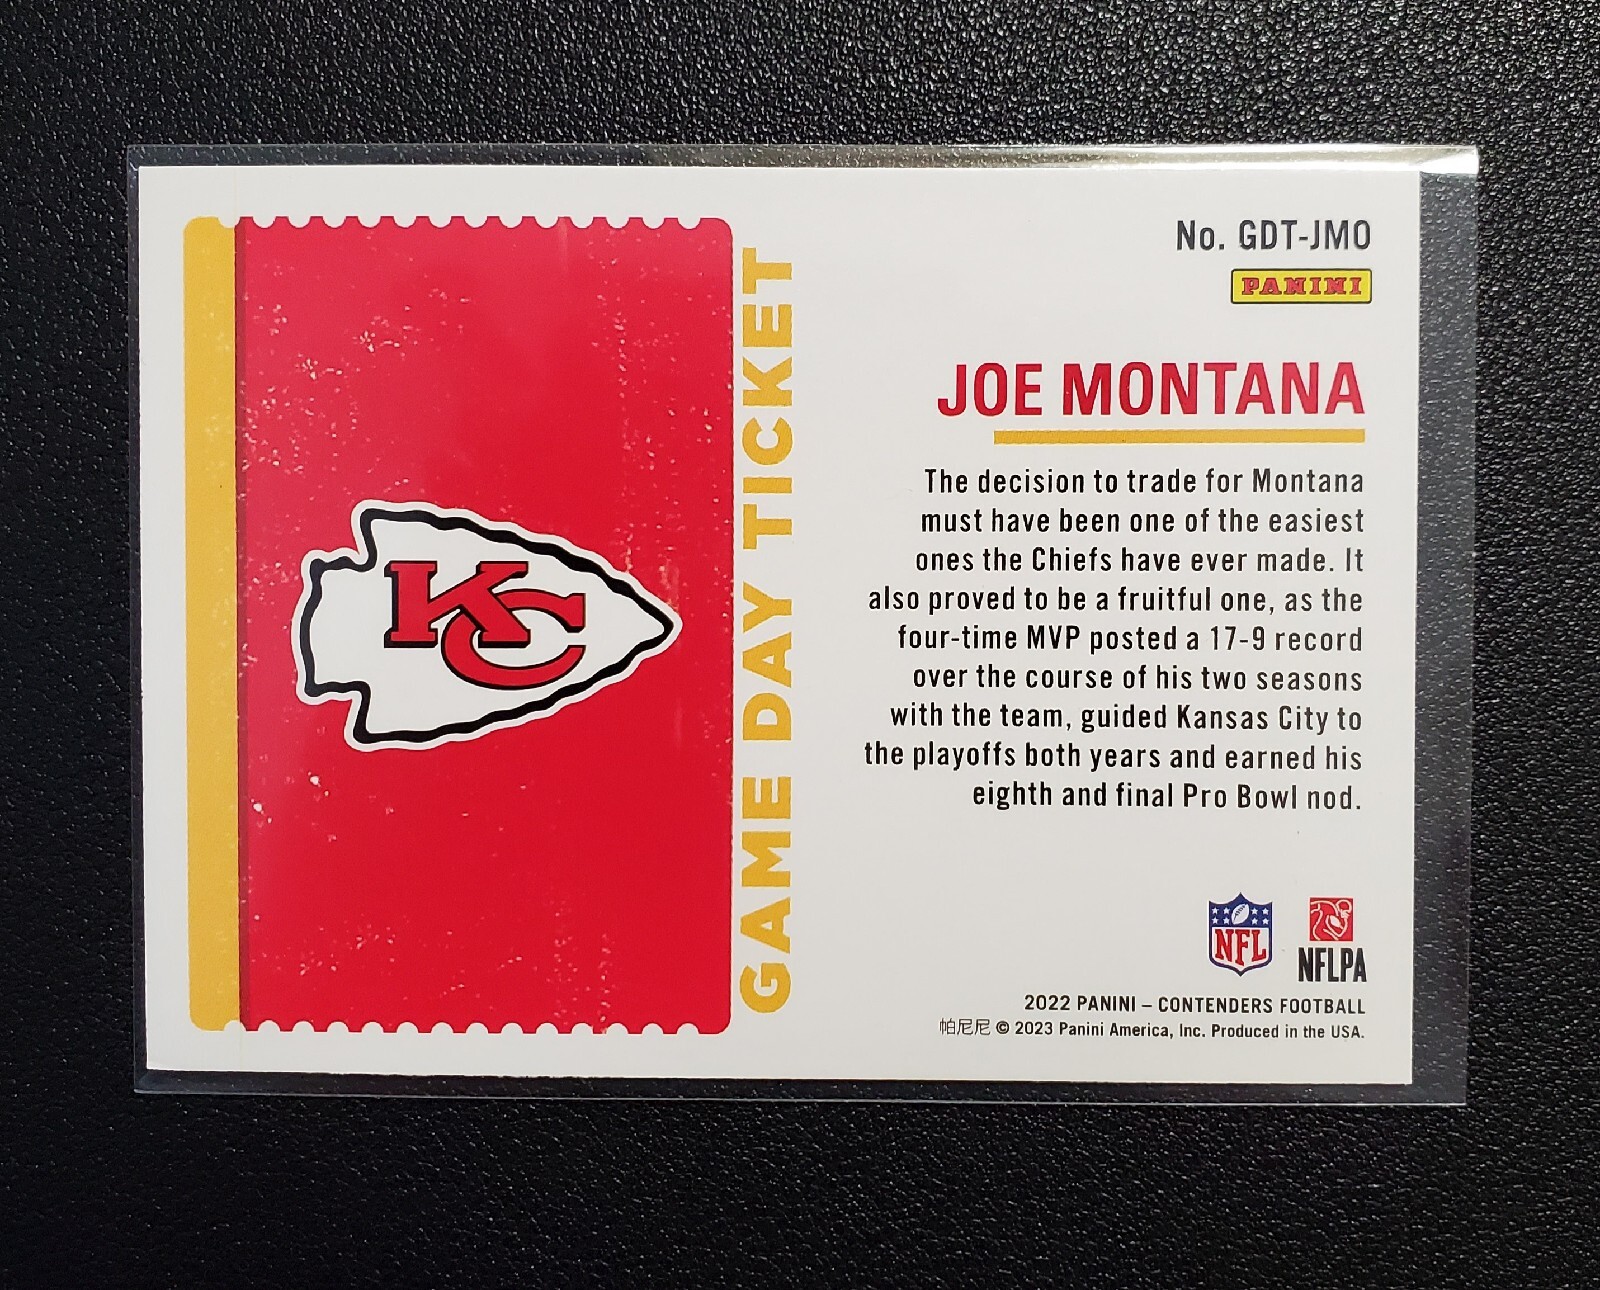 GAME DAY TICKET
KC
No. GDT-JMO
PANINI
JOE MONTANA
The decision to trade for Montana
must have been one of the easiest
ones the Chiefs have ever made. It
also proved to be a fruitful one, as the
four-time MVP posted a 17-9 record
over the course of his two seasons
with the team, guided Kansas City to
the playoffs both years and earned his
eighth and final Pro Bowl nod.
NFL
NFLPA
2022 PANINI – CONTENDERS FOOTBALL
帕尼尼 © 2023 Panini America, Inc. Produced in the USA.